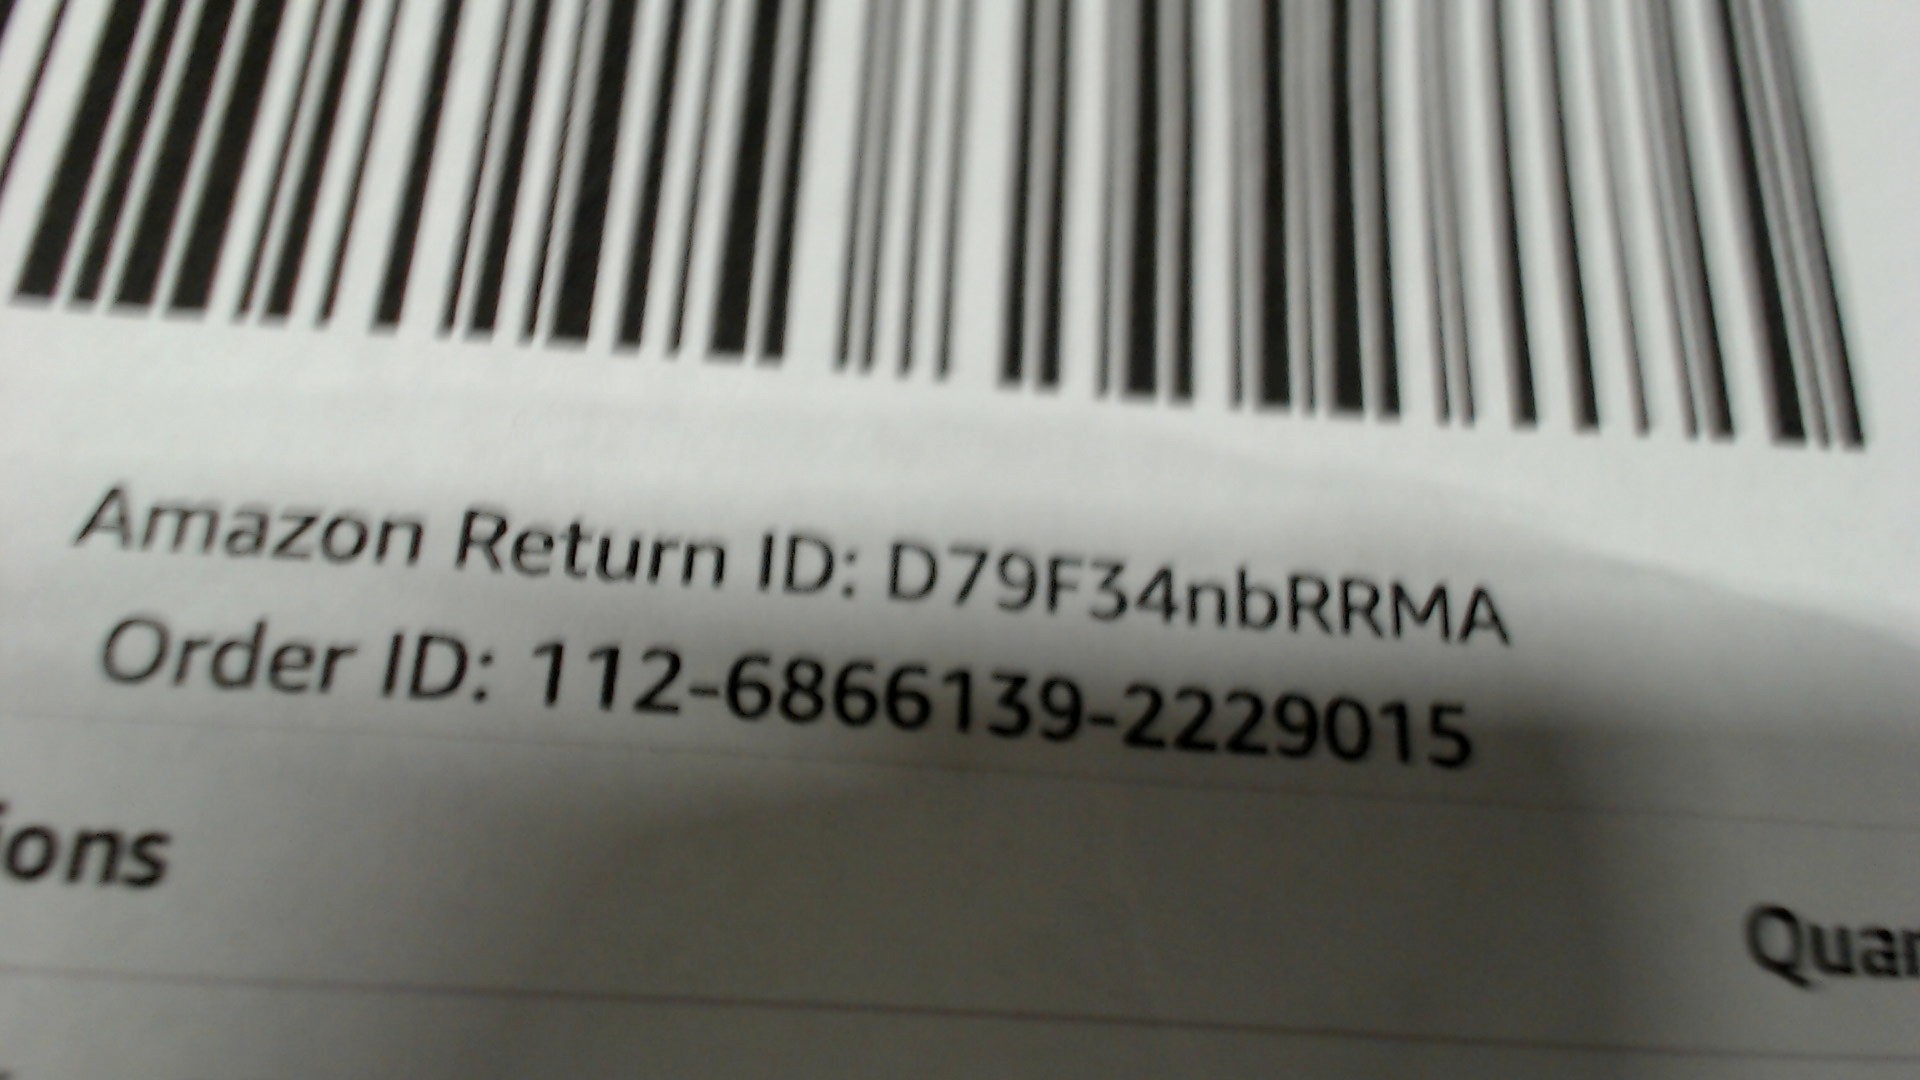 Amazon Return ID: D79F34nbRRMA
Order ID: 112-6866139-2229015
ions
Quan